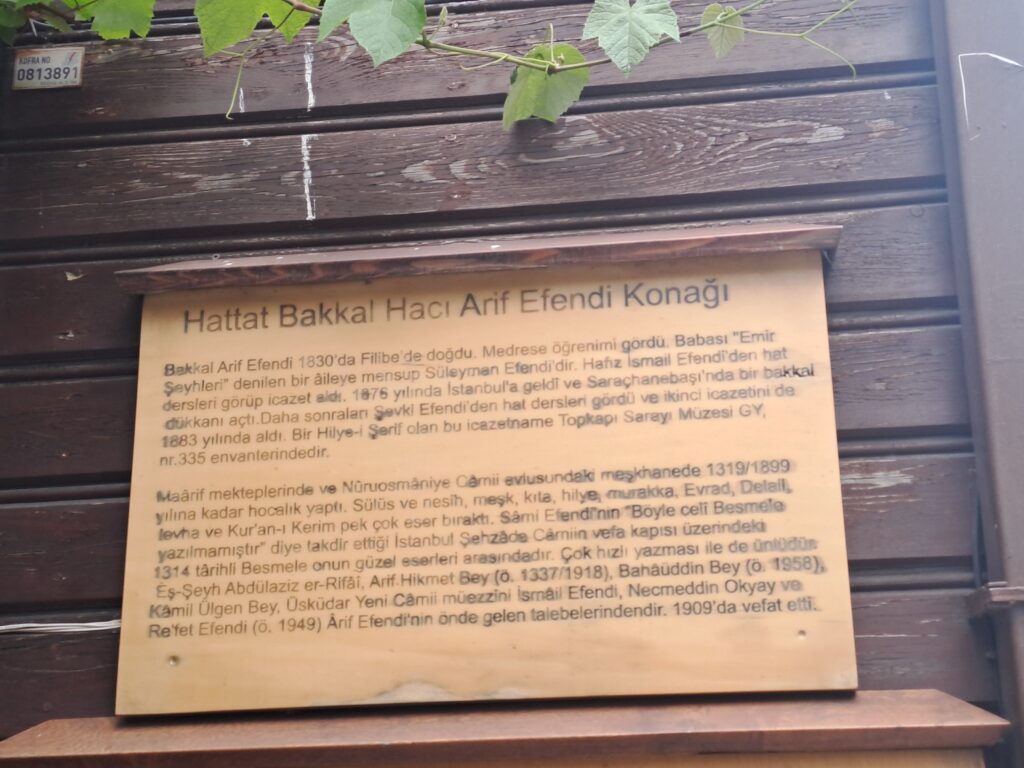 KOFRA NO
0813891
Hattat Bakkal Hacı Arif Efendi Konağı
Bakkal Arif Efendi 1830'da Filibe'de doğdu. Medrese öğrenimi gördü. Babası "Emir
Şeyhleri" denilen bir âileye mensup Süleyman Efendi'dir. Hafız İsmail Efendi'den hat
dersleri görüp icazet aldı. 1876 yılında İstanbul'a geldi ve Saraçhanebaşı'nda bir bakkal
dükkanı açtı.Daha sonraları Şevki Efendi'den hat dersleri gördü ve ikinci icazetini de
1883 yılında aldı. Bir Hilye-i Şerif olan bu icazetname Topkapı Sarayı Müzesi GY,
nr.335 envanterindedir.
Maârif mekteplerinde ve Nûruosmâniye Câmii avlusundaki meşkhanede 1319/1899
yılına kadar hocalık yaptı. Sülüs ve nesih, meşk, kıta, hilye, murakka, Evrad, Delail,
levha ve Kur'an-ı Kerim pek çok eser bıraktı. Sâmi Efendi'nin "Böyle celî Besmele
yazılmamıştır" diye takdir ettiği İstanbul Şehzâde Câmiin vefa kapısı üzerindeki
1314 târihli Besmele onun güzel eserleri arasındadır. Çok hızlı yazması ile de ünlüdür.
Eş-Şeyh Abdülaziz er-Rifâî, Arif Hikmet Bey (ö. 1337/1918), Bahâüddin Bey (ö. 1958),
Kâmil Ülgen Bey, Üsküdar Yeni Câmii müezzini İsmâil Efendi, Necmeddin Okyay ve
Re'fet Efendi (ö. 1949) Ârif Efendi'nin önde gelen talebelerindendir. 1909'da vefat etti.